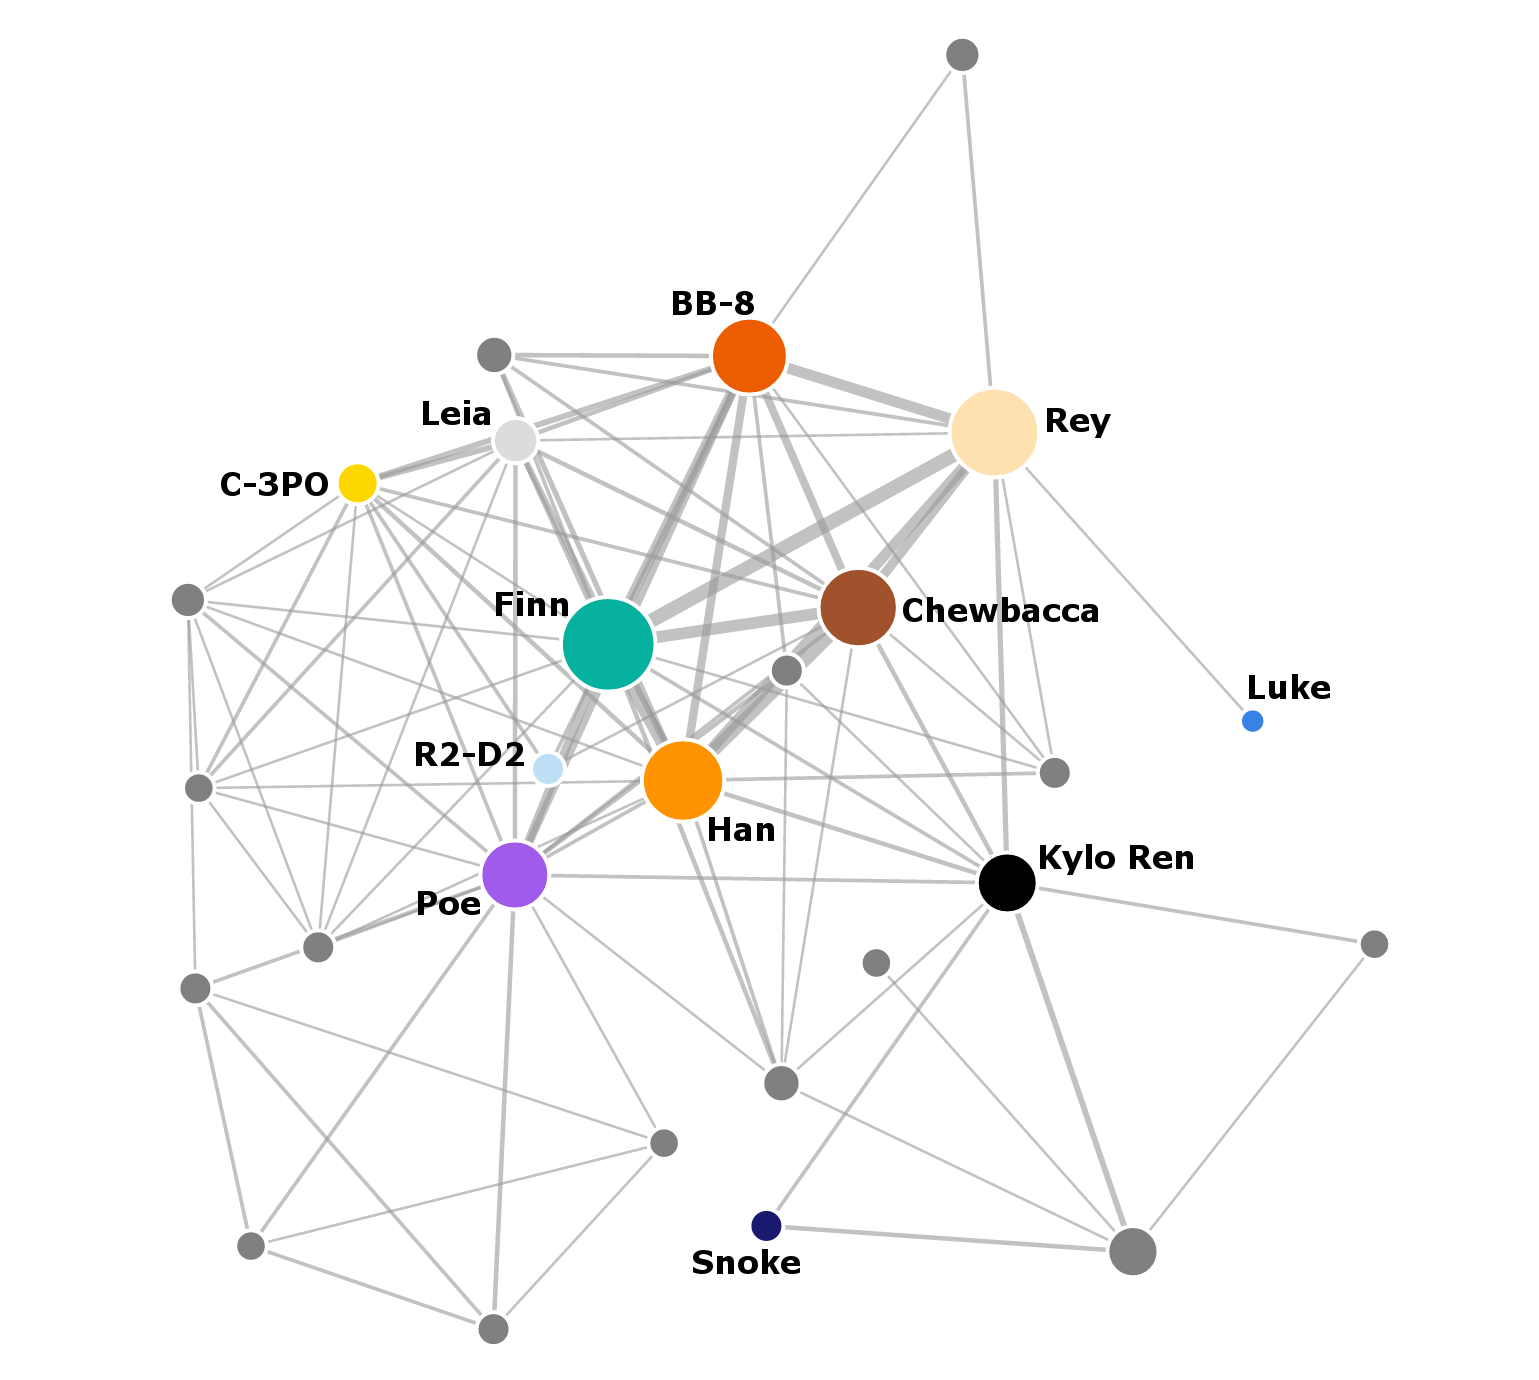 BB-8
Leia
Rey
C-3PO
Finn
Chewbacca
Luke
R2-D2
Han
Kylo Ren
Poe
Snoke